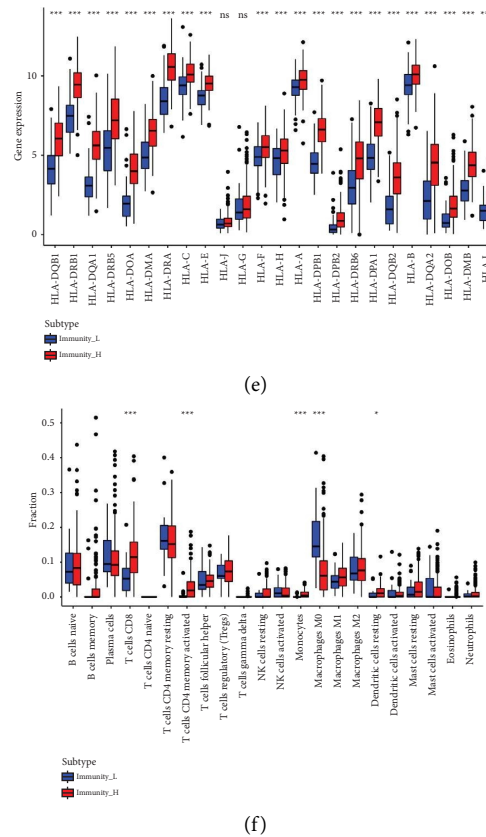 *** *** *** *** *** *** *** *** *** ns ns *** *** *** *** *** *** *** *** *** *** *** *** ***
Gene expression
10
5
0
HLA-DQB1
HLA-DRB1
HLA-DQA1
HLA-DRB5
HLA-DOA
HLA-DMA
HLA-DRA
HLA-C
HLA-E
HLA-J
HLA-G
HLA-F
HLA-H
HLA-A
HLA-DPB1
HLA-DPB2
HLA-DRB6
HLA-DPA1
HLA-DQB2
HLA-B
HLA-DQA2
HLA-DOB
HLA-DMB
Subtype
Immunity_L
Immunity_H
(e)
*** *** *** *** *
Fraction
0.5
0.4
0.3
0.2
0.1
0.0
B cells naive
B cells memory
Plasma cells
T cells CD8
T cells CD4 naive
T cells CD4 memory resting
T cells CD4 memory activated
T cells follicular helper
T cells regulatory (Tregs)
T cells gamma delta
NK cells resting
NK cells activated
Monocytes
Macrophages M0
Macrophages M1
Macrophages M2
Dendritic cells resting
Dendritic cells activated
Mast cells resting
Mast cells activated
Eosinophils
Neutrophils
Subtype
Immunity_L
Immunity_H
(f)